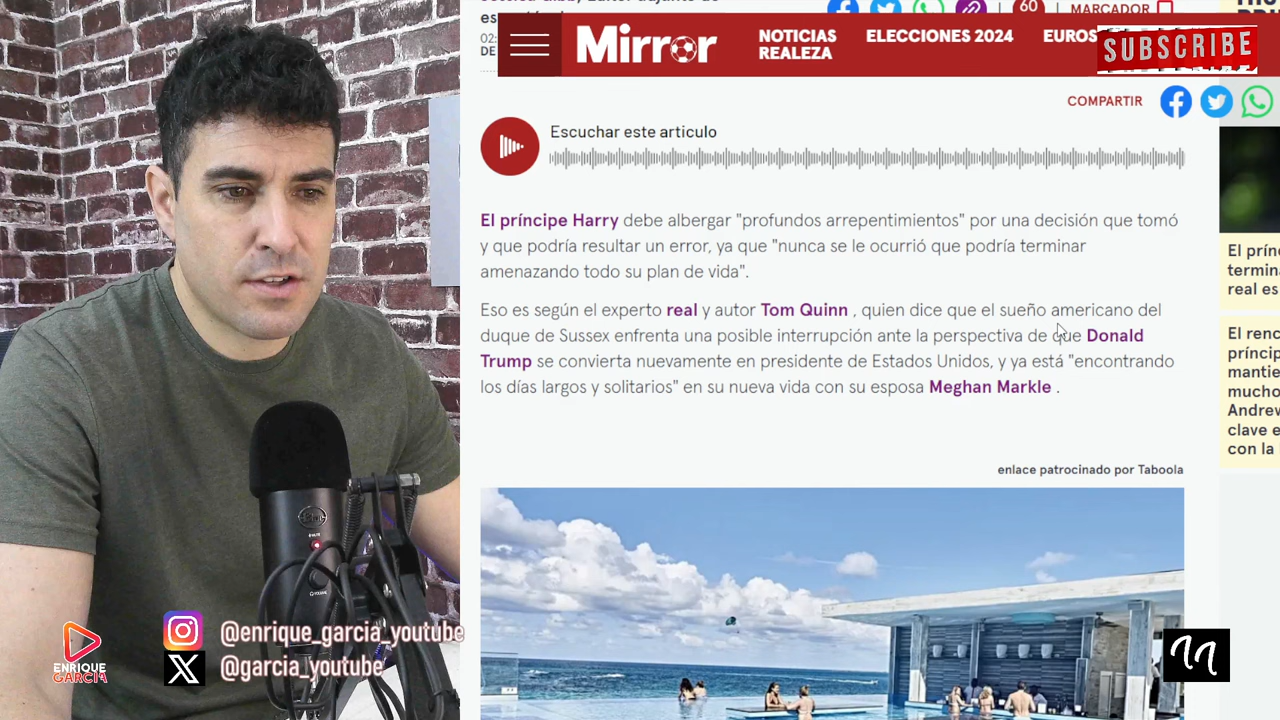 es
02:
DE
60
MARCADOR
Mirror
NOTICIAS
REALEZA
ELECCIONES 2024
EUROS
SUBSCRIBE
COMPARTIR
Escuchar este articulo
El príncipe Harry debe albergar "profundos arrepentimientos" por una decisión que tomó
y que podría resultar un error, ya que "nunca se le ocurrió que podría terminar
amenazando todo su plan de vida".
Eso es según el experto real y autor Tom Quinn , quien dice que el sueño americano del
duque de Sussex enfrenta una posible interrupción ante la perspectiva de que Donald
Trump se convierta nuevamente en presidente de Estados Unidos, y ya está "encontrando
los días largos y solitarios" en su nueva vida con su esposa Meghan Markle .
enlace patrocinado por Taboola
El prín
termin
real es
El renc
príncip
mantie
mucho
Andrew
clave e
con la
ENRIQUE
GARCIA
@enrique_garcia_youtube
@garcia_youtube